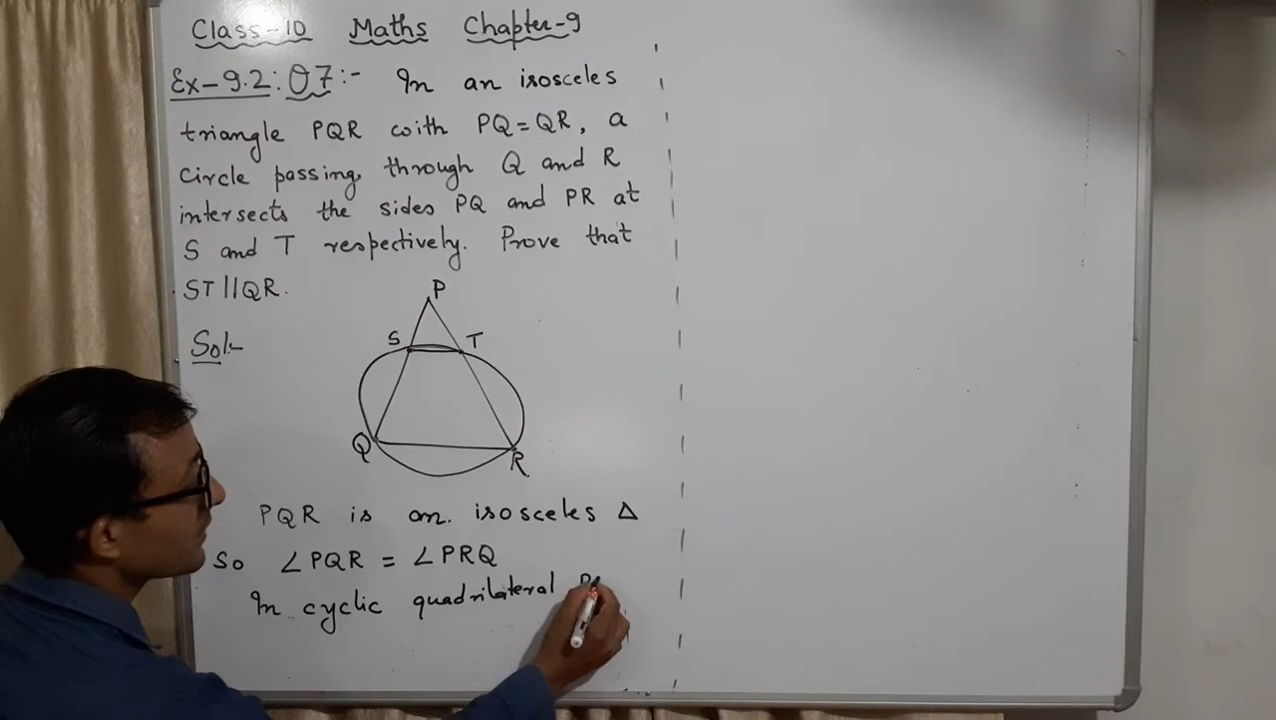 Class-10 Maths Chapter-9
Ex-9.2: Q7:- In an isosceles
triangle PQR with PQ=QR, a
circle passing through Q and R
intersects the sides PQ and PR at
S and T respectively. Prove that
ST||QR.
P
S T
Sol:-
Q R
PQR is an. isosceles Δ
So ∠PQR = ∠PRQ
In cyclic quadrilateral